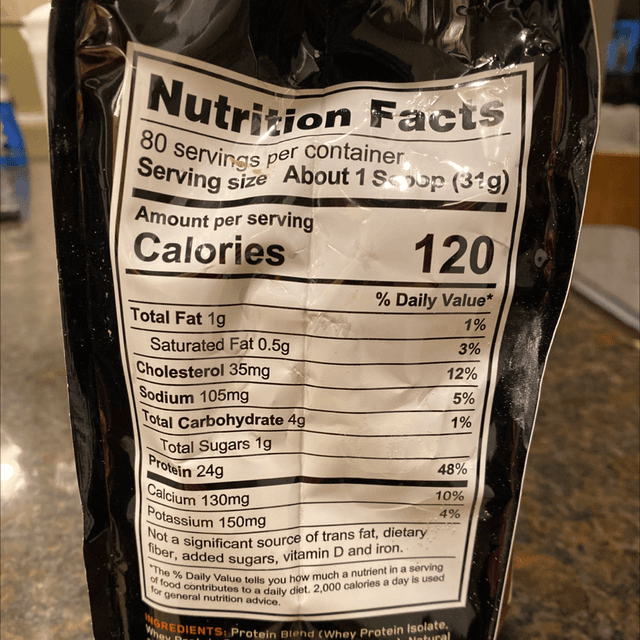 Nutrition Facts
80 servings per container
Serving size About 1 Scoop (31g)
Amount per serving
Calories 120
% Daily Value*
Total Fat 1g 1%
Saturated Fat 0.5g 3%
Cholesterol 35mg 12%
Sodium 105mg 5%
Total Carbohydrate 4g 1%
Total Sugars 1g
Protein 24g 48%
Calcium 130mg 10%
Potassium 150mg 4%
Not a significant source of trans fat, dietary
fiber, added sugars, vitamin D and iron.
*The % Daily Value tells you how much a nutrient in a serving
of food contributes to a daily diet. 2,000 calories a day is used
for general nutrition advice.
INGREDIENTS: Protein Blend (Whey Protein Isolate,
Whey Natural